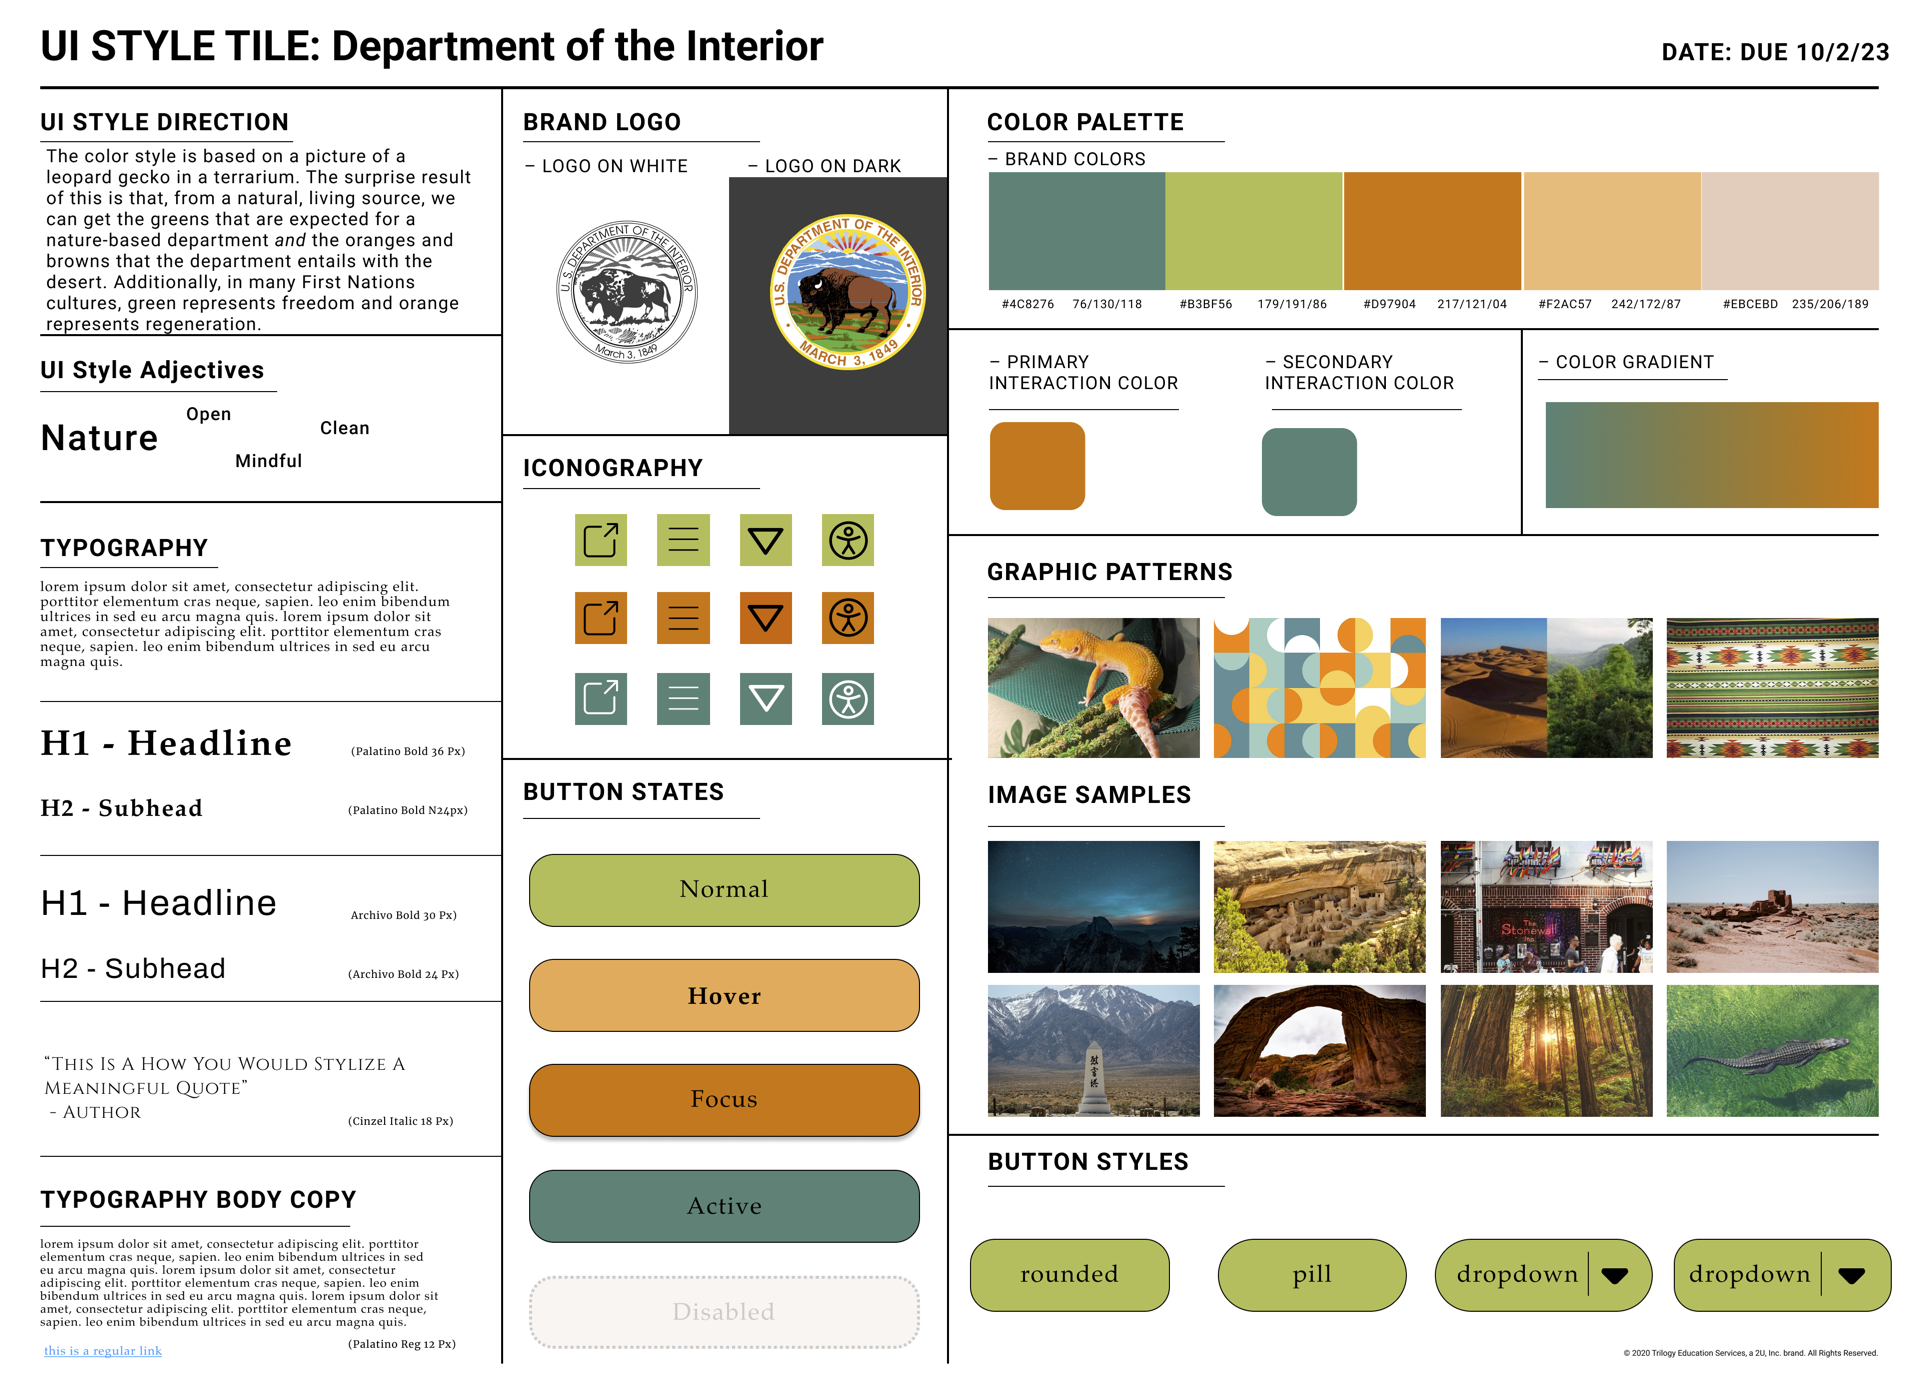 UI STYLE TILE: Department of the Interior
DATE: DUE 10/2/23
UI STYLE DIRECTION
The color style is based on a picture of a
leopard gecko in a terrarium. The surprise result
of this is that, from a natural, living source, we
can get the greens that are expected for a
nature-based department and the oranges and
browns that the department entails with the
desert. Additionally, in many First Nations
cultures, green represents freedom and orange
represents regeneration.
UI Style Adjectives
Open
Nature
Clean
Mindful
TYPOGRAPHY
lorem ipsum dolor sit amet, consectetur adipiscing elit.
porttitor elementum cras neque, sapien. leo enim bibendum
ultrices in sed eu arcu magna quis. lorem ipsum dolor sit
amet, consectetur adipiscing elit. porttitor elementum cras
neque, sapien. leo enim bibendum ultrices in sed eu arcu
magna quis.
H1 - Headline
(Palatino Bold 36 Px)
H2 - Subhead
(Palatino Bold N24px)
H1 - Headline
Archivo Bold 30 Px)
H2 - Subhead
(Archivo Bold 24 Px)
“This Is A How You Would Stylize A
Meaningful Quote”
- Author
(Cinzel Italic 18 Px)
TYPOGRAPHY BODY COPY
lorem ipsum dolor sit amet, consectetur adipiscing elit. porttitor
elementum cras neque, sapien. leo enim bibendum ultrices in sed
eu arcu magna quis. lorem ipsum dolor sit amet, consectetur
adipiscing elit. porttitor elementum cras neque, sapien. leo enim
bibendum ultrices in sed eu arcu magna quis. lorem ipsum dolor sit
amet, consectetur adipiscing elit. porttitor elementum cras neque,
sapien. leo enim bibendum ultrices in sed eu arcu magna quis.
(Palatino Reg 12 Px)
this is a regular link
BRAND LOGO
– LOGO ON WHITE
– LOGO ON DARK
U.S. DEPARTMENT OF THE INTERIOR
March 3, 1849
U.S. DEPARTMENT OF THE INTERIOR
MARCH 3, 1849
ICONOGRAPHY
BUTTON STATES
Normal
Hover
Focus
Active
Disabled
COLOR PALETTE
– BRAND COLORS
#4C8276 76/130/118
#B3BF56 179/191/86
#D97904 217/121/04
#F2AC57 242/172/87
#EBCEBD 235/206/189
– PRIMARY
INTERACTION COLOR
– SECONDARY
INTERACTION COLOR
– COLOR GRADIENT
GRAPHIC PATTERNS
IMAGE SAMPLES
The
Stonewall
Inn
慰
霊
塔
BUTTON STYLES
rounded
pill
dropdown
dropdown
© 2020 Trilogy Education Services, a 2U, Inc. brand. All Rights Reserved.